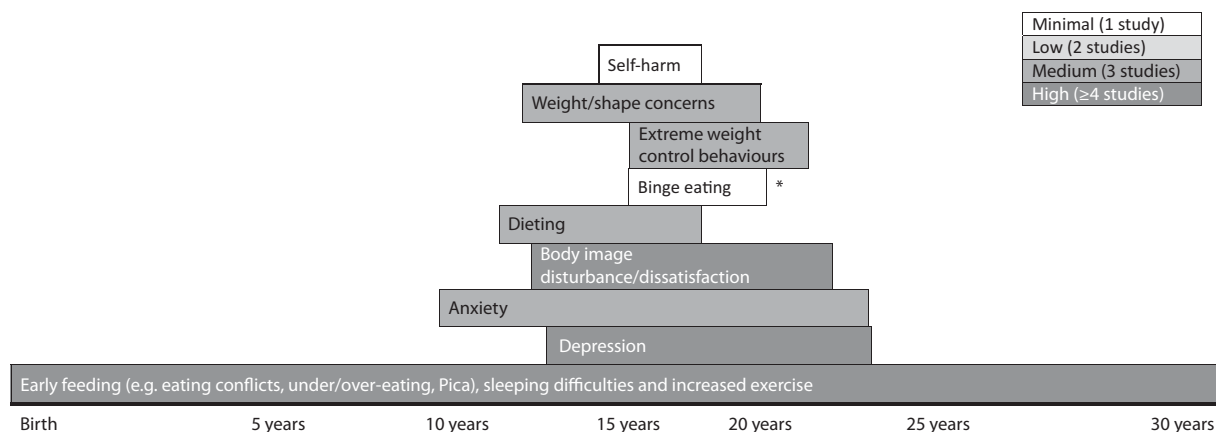 Minimal (1 study)
Low (2 studies)
Medium (3 studies)
High (≥4 studies)
Self-harm
Weight/shape concerns
Extreme weight
control behaviours
Binge eating *
Dieting
Body image
disturbance/dissatisfaction
Anxiety
Depression
Early feeding (e.g. eating conflicts, under/over-eating, Pica), sleeping difficulties and increased exercise
Birth 5 years 10 years 15 years 20 years 25 years 30 years